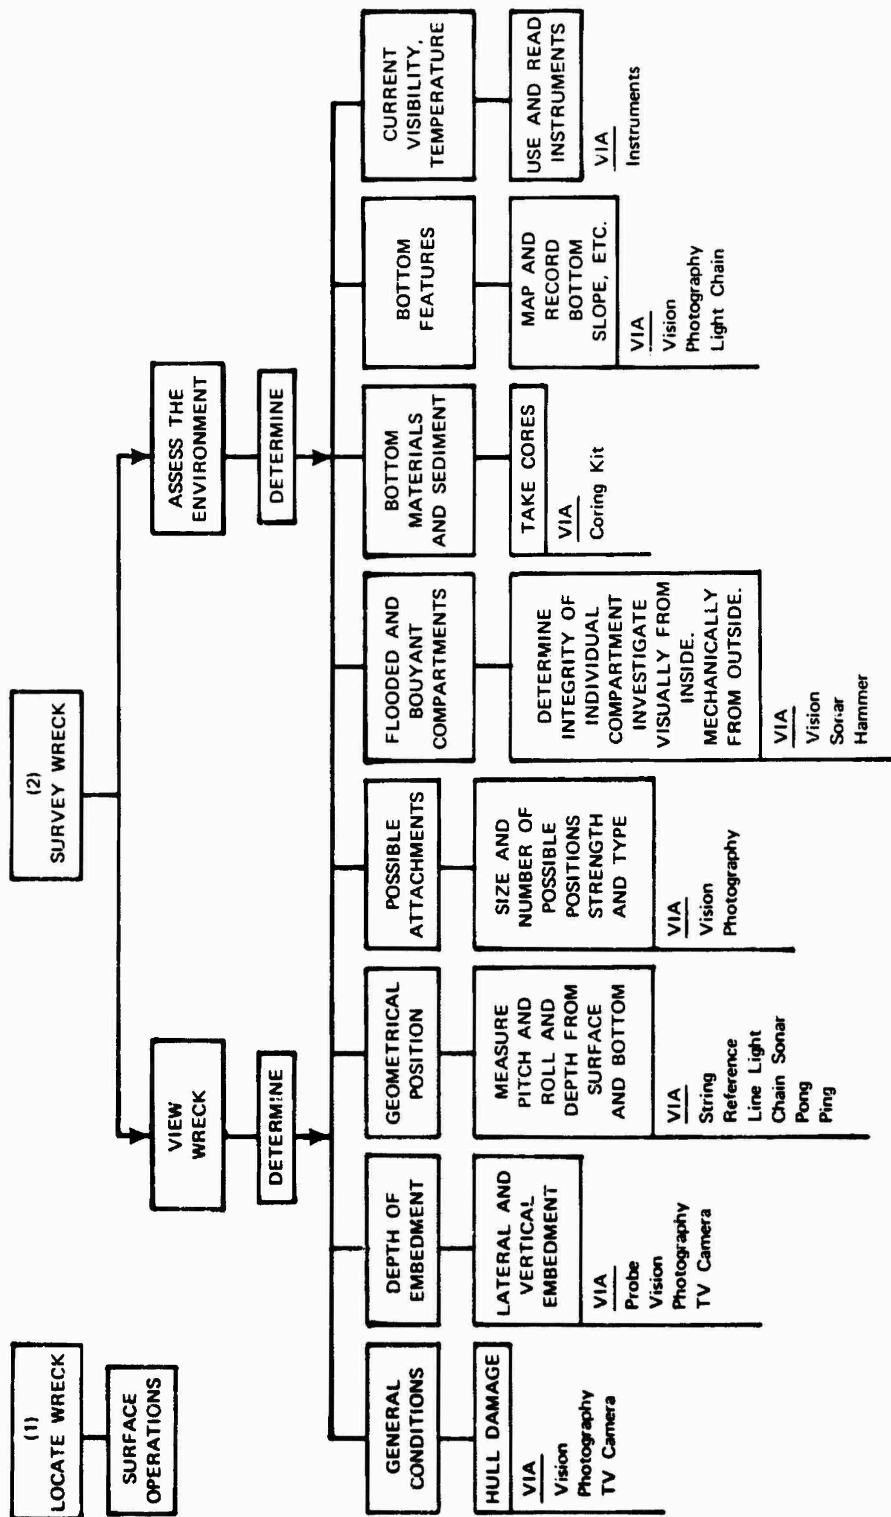 (1)
LOCATE WRECK
SURFACE
OPERATIONS
(2)
SURVEY WRECK
VIEW
WRECK
ASSESS THE
ENVIRONMENT
DETERMINE
DETERMINE
GENERAL
CONDITIONS
HULL DAMAGE
VIA
Vision
Photography
TV Camera
DEPTH OF
EMBEDMENT
LATERAL AND
VERTICAL
EMBEDMENT
VIA
Probe
Vision
Photography
TV Camera
GEOMETRICAL
POSITION
MEASURE
PITCH AND
ROLL AND
DEPTH FROM
SURFACE
AND BOTTOM
VIA
String
Reference
Line Light
Chain Sonar
Pong
Ping
POSSIBLE
ATTACHMENTS
SIZE AND
NUMBER OF
POSSIBLE
POSITIONS
STRENGTH
AND TYPE
VIA
Vision
Photography
FLOODED AND
BOUYANT
COMPARTMENTS
DETERMINE
INTEGRITY OF
INDIVIDUAL
COMPARTMENT
INVESTIGATE
VISUALLY FROM
INSIDE.
MECHANICALLY
FROM OUTSIDE.
VIA
Vision
Sonar
Hammer
BOTTOM
MATERIALS
AND SEDIMENT
TAKE CORES
VIA
Coring Kit
BOTTOM
FEATURES
MAP AND
RECORD
BOTTOM
SLOPE, ETC.
VIA
Vision
Photography
Light Chain
CURRENT
VISIBILITY,
TEMPERATURE
USE AND READ
INSTRUMENTS
VIA
Instruments